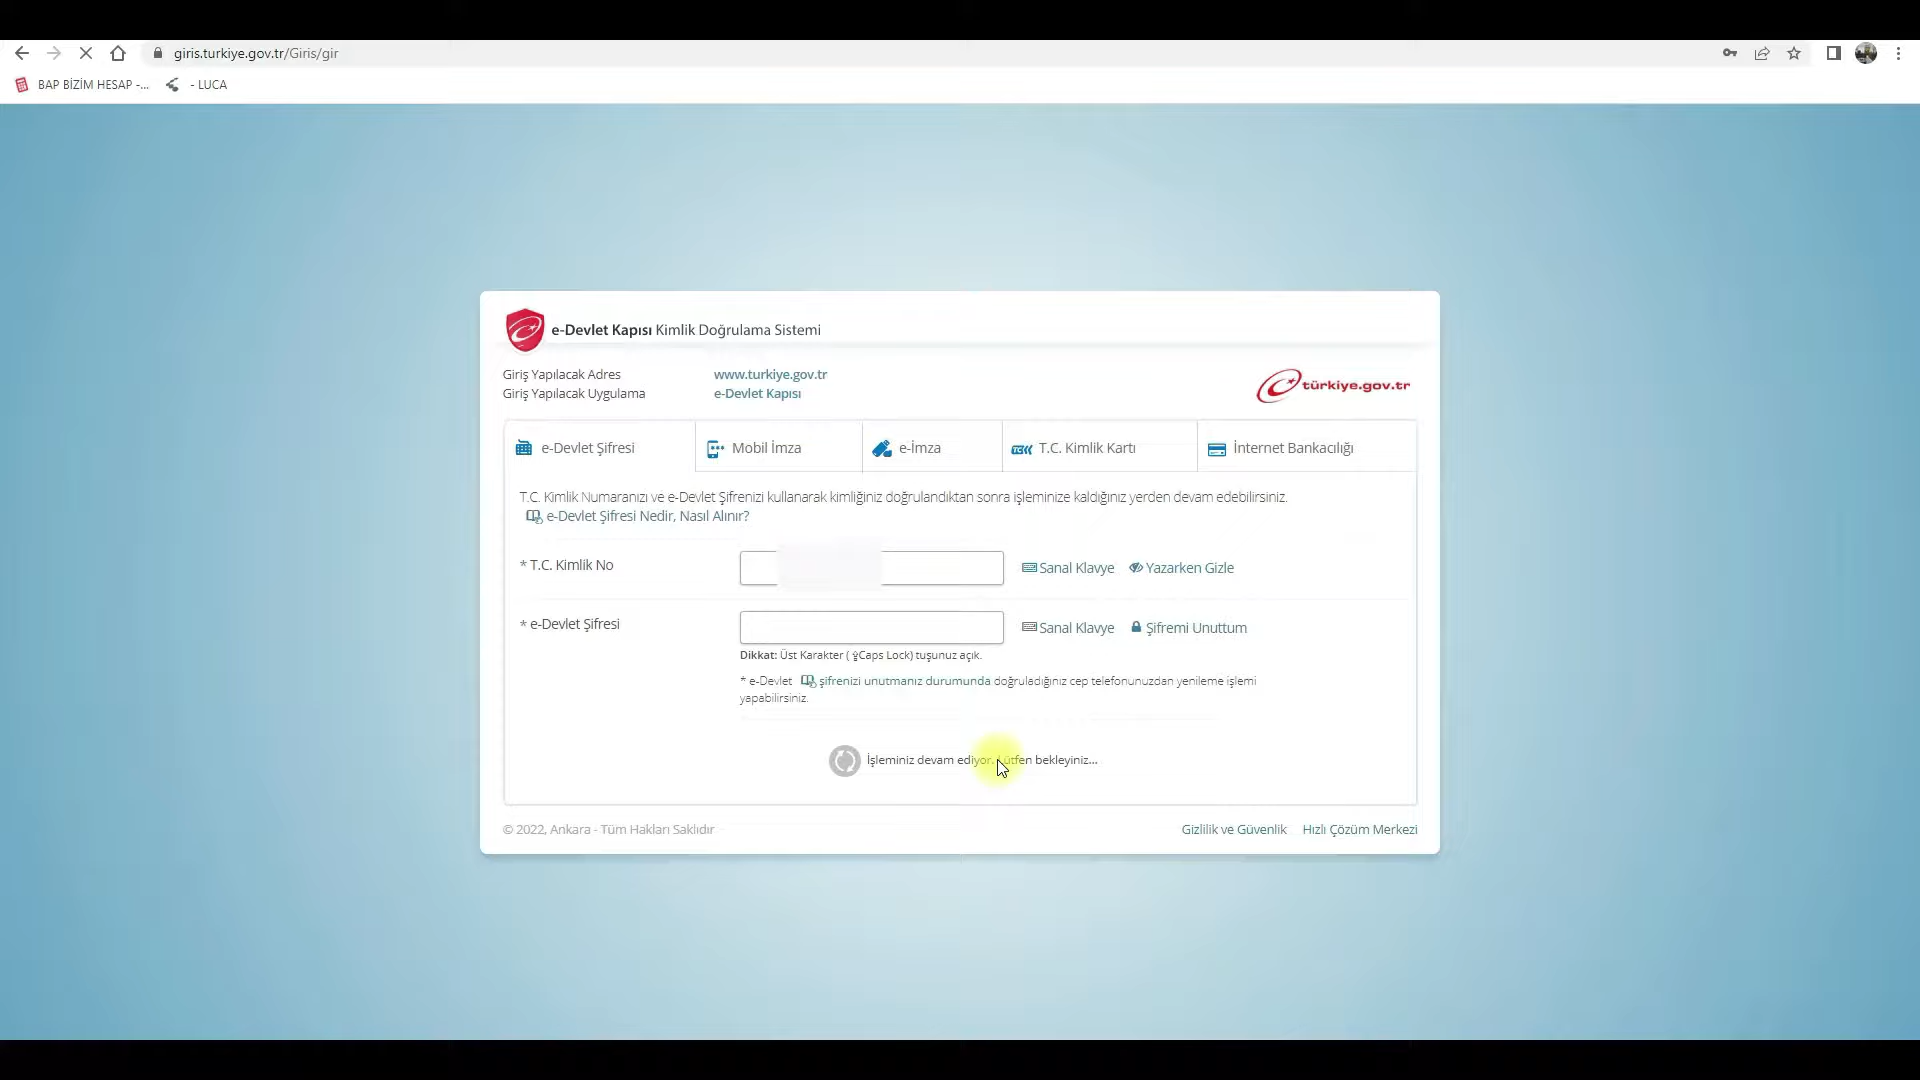 giris.turkiye.gov.tr/Giris/gir
BAP BİZİM HESAP -...
- LUCA
e-Devlet Kapısı Kimlik Doğrulama Sistemi
Giriş Yapılacak Adres
www.turkiye.gov.tr
Giriş Yapılacak Uygulama
e-Devlet Kapısı
türkiye.gov.tr
e-Devlet Şifresi
Mobil İmza
e-İmza
T.C. Kimlik Kartı
İnternet Bankacılığı
T.C. Kimlik Numaranızı ve e-Devlet Şifrenizi kullanarak kimliğiniz doğrulandıktan sonra işleminize kaldığınız yerden devam edebilirsiniz.
e-Devlet Şifresi Nedir, Nasıl Alınır?
* T.C. Kimlik No
Sanal Klavye
Yazarken Gizle
* e-Devlet Şifresi
Sanal Klavye
Şifremi Unuttum
Dikkat: Üst Karakter (⇪Caps Lock) tuşunuz açık.
* e-Devlet şifrenizi unutmanız durumunda doğruladığınız cep telefonunuzdan yenileme işlemi
yapabilirsiniz.
İşleminiz devam ediyor. Lütfen bekleyiniz...
© 2022, Ankara - Tüm Hakları Saklıdır
Gizlilik ve Güvenlik
Hızlı Çözüm Merkezi